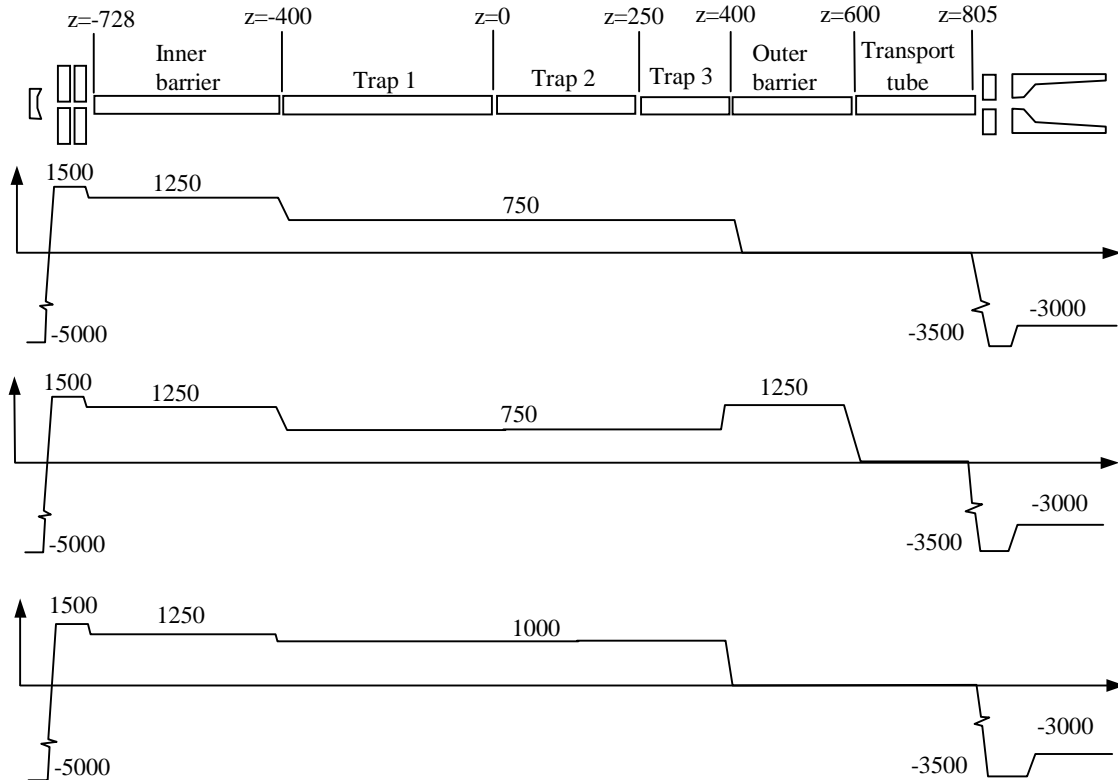 z=-728
z=-400
z=0
z=250
z=400
z=600
z=805
Inner
barrier
Trap 1
Trap 2
Trap 3
Outer
barrier
Transport
tube
1500
1250
750
-5000
-3500
-3000
1500
1250
750
1250
-5000
-3500
-3000
1500
1250
1000
-5000
-3500
-3000